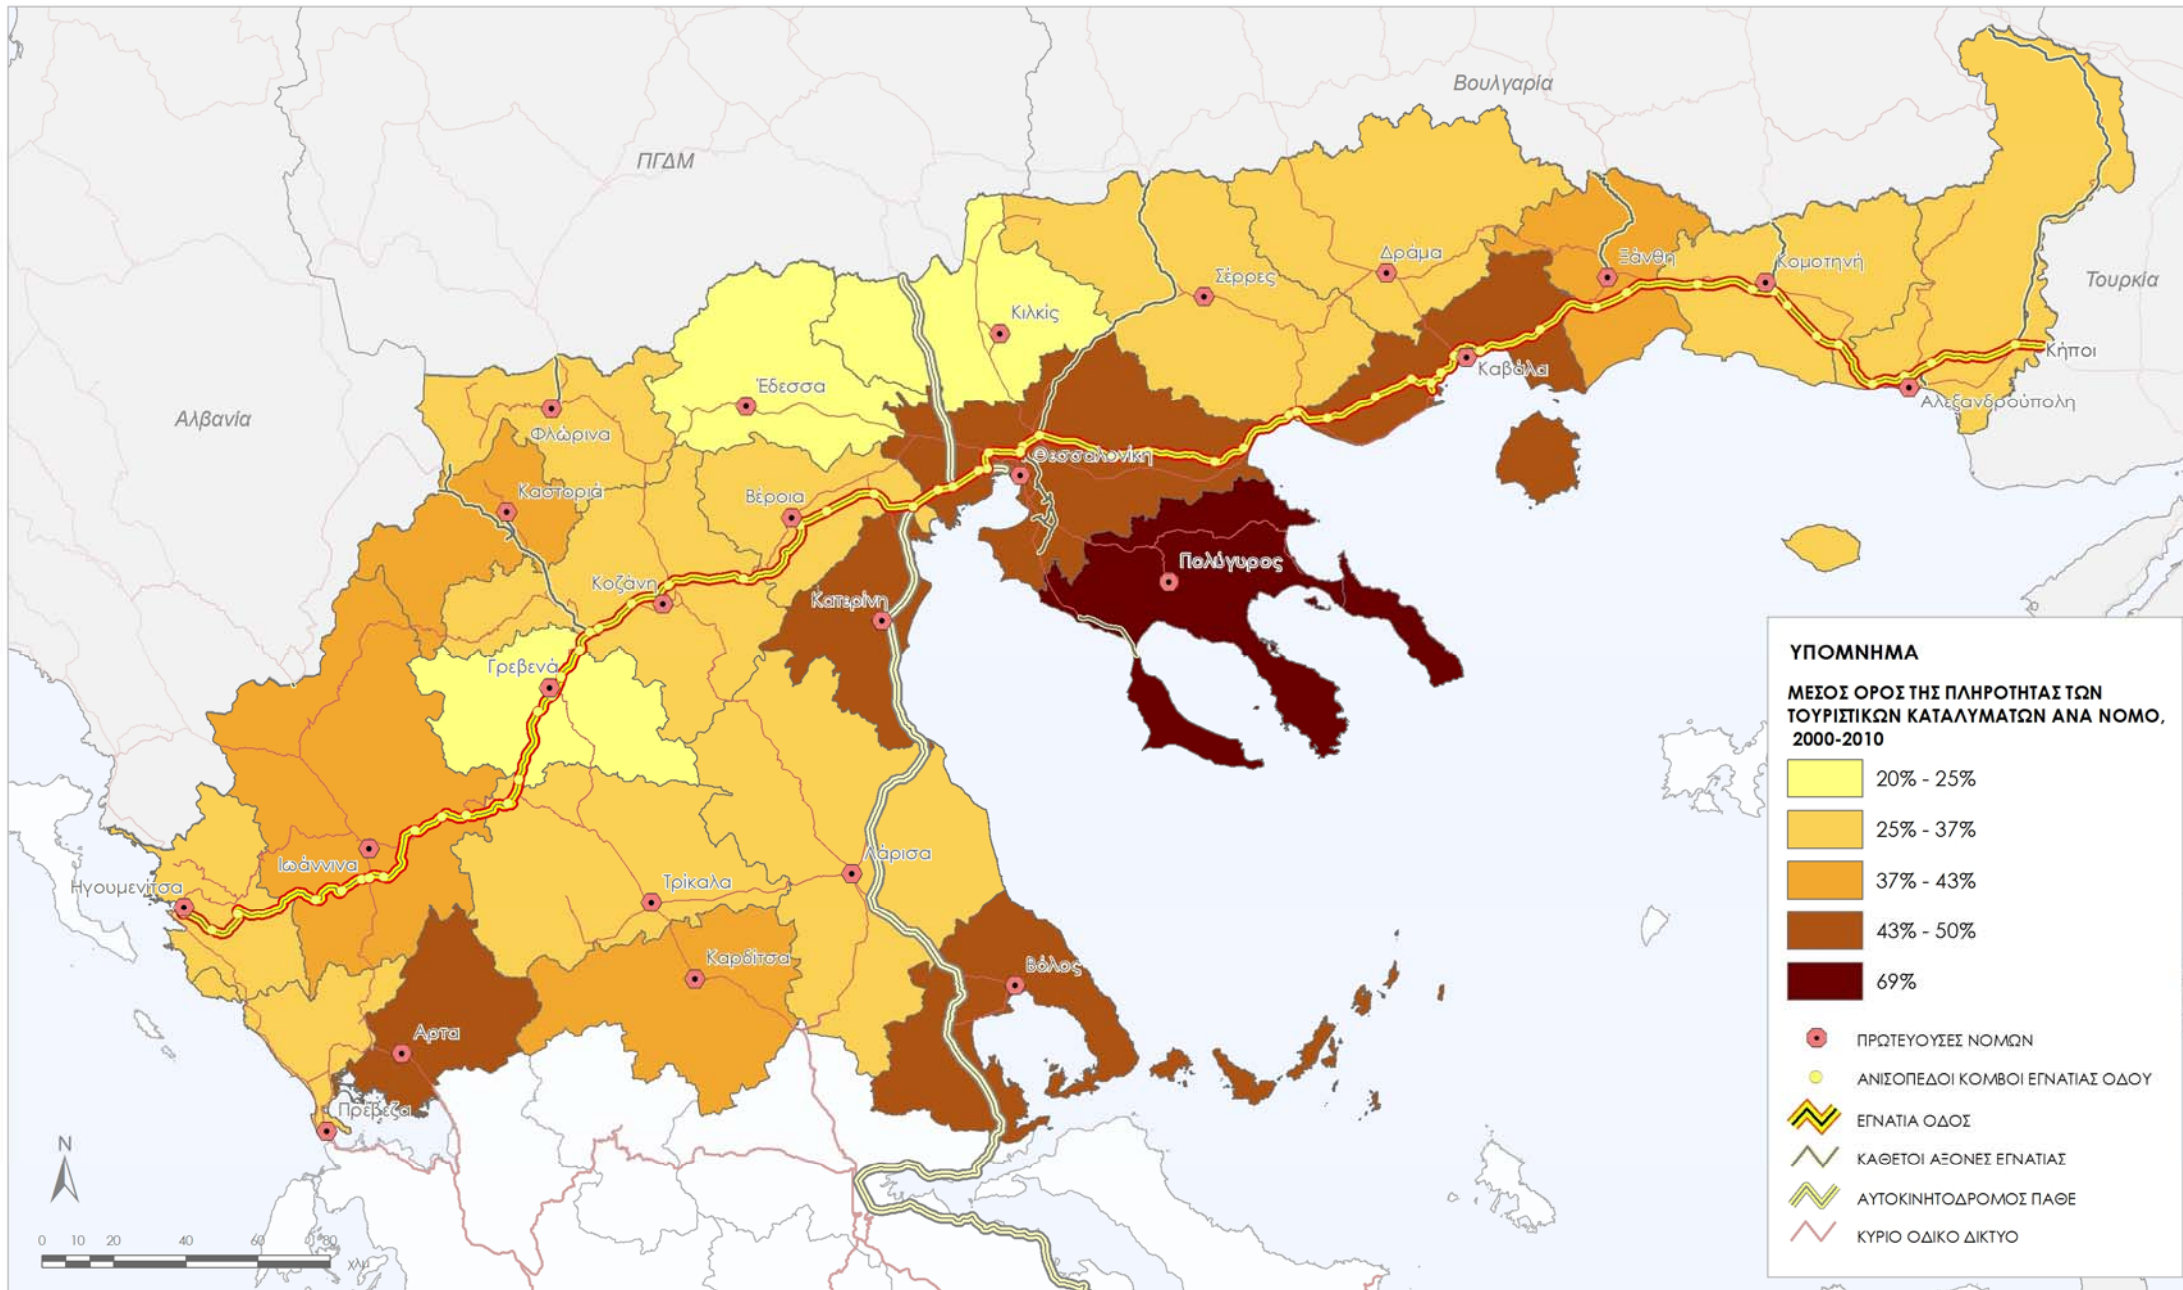 Βουλγαρία
ΠΓΔΜ
Αλβανία
Τουρκία
Κιλκίς
Σέρρες
Δράμα
Ξάνθη
Κομοτηνή
Κήποι
Αλεξανδρούπολη
Καβάλα
Έδεσσα
Φλώρινα
Θεσσαλονίκη
Καστοριά
Βέροια
Πολύγυρος
Κοζάνη
Κατερίνη
Γρεβενά
Ιωάννινα
Ηγουμενίτσα
Λάρισα
Τρίκαλα
Καρδίτσα
Βόλος
Αρτα
Πρέβεζα
N
0 10 20 40 60 80
χλμ
ΥΠΟΜΝΗΜΑ
ΜΕΣΟΣ ΟΡΟΣ ΤΗΣ ΠΛΗΡΟΤΗΤΑΣ ΤΩΝ
ΤΟΥΡΙΣΤΙΚΩΝ ΚΑΤΑΛΥΜΑΤΩΝ ΑΝΑ ΝΟΜΟ,
2000-2010
20% - 25%
25% - 37%
37% - 43%
43% - 50%
69%
ΠΡΩΤΕΥΟΥΣΕΣ ΝΟΜΩΝ
ΑΝΙΣΟΠΕΔΟΙ ΚΟΜΒΟΙ ΕΓΝΑΤΙΑΣ ΟΔΟΥ
ΕΓΝΑΤΙΑ ΟΔΟΣ
ΚΑΘΕΤΟΙ ΑΞΟΝΕΣ ΕΓΝΑΤΙΑΣ
ΑΥΤΟΚΙΝΗΤΟΔΡΟΜΟΣ ΠΑΘΕ
ΚΥΡΙΟ ΟΔΙΚΟ ΔΙΚΤΥΟ